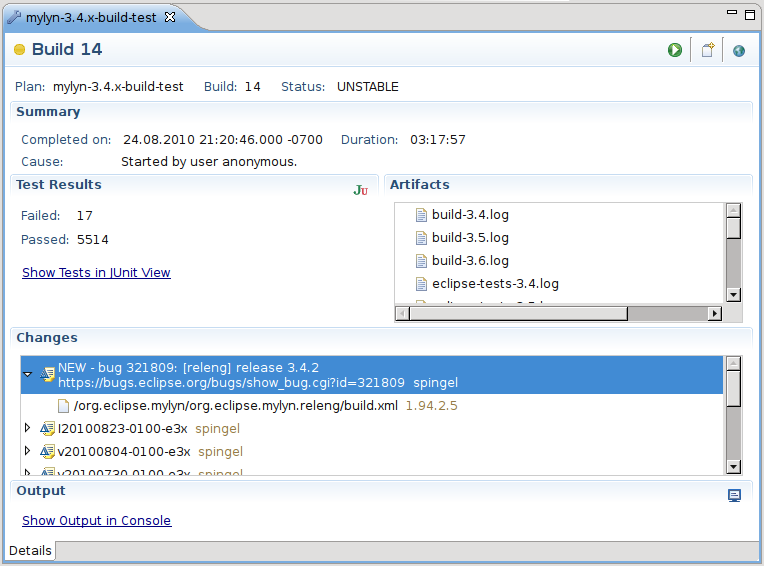 mylyn-3.4.x-build-test
Build 14
Plan: mylyn-3.4.x-build-test Build: 14 Status: UNSTABLE
Summary
Completed on: 24.08.2010 21:20:46.000 -0700 Duration: 03:17:57
Cause: Started by user anonymous.
Test Results
Ju
Failed: 17
Passed: 5514
Show Tests in JUnit View
Artifacts
build-3.4.log
build-3.5.log
build-3.6.log
eclipse-tests-3.4.log
Changes
NEW - bug 321809: [releng] release 3.4.2
https://bugs.eclipse.org/bugs/show_bug.cgi?id=321809 spingel
/org.eclipse.mylyn/org.eclipse.mylyn.releng/build.xml 1.94.2.5
I20100823-0100-e3x spingel
v20100804-0100-e3x spingel
v20100730-0100-e3x spingel
Output
Show Output in Console
Details